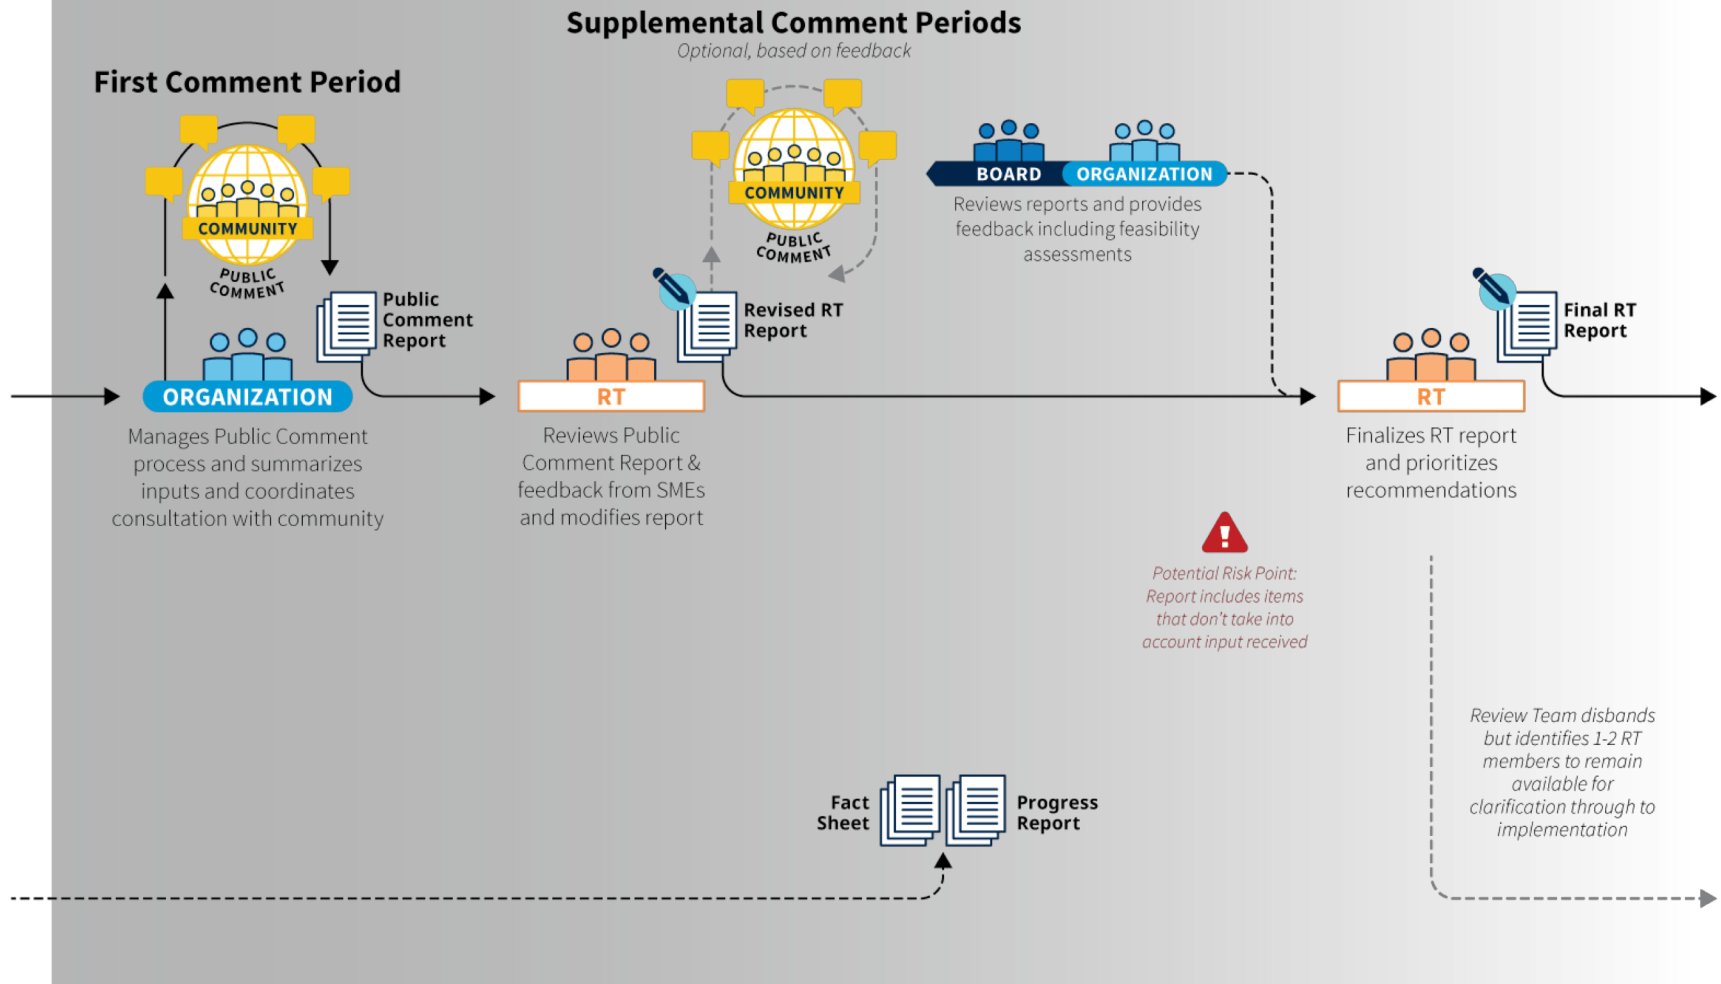 Supplemental Comment Periods
Optional, based on feedback
First Comment Period
COMMUNITY
PUBLIC
COMMENT
COMMUNITY
PUBLIC
COMMENT
BOARD
ORGANIZATION
Reviews reports and provides
feedback including feasibility
assessments
Public
Comment
Report
Revised RT
Report
Final RT
Report
ORGANIZATION
Manages Public Comment
process and summarizes
inputs and coordinates
consultation with community
RT
Reviews Public
Comment Report &
feedback from SMEs
and modifies report
RT
Finalizes RT report
and prioritizes
recommendations
!
Potential Risk Point:
Report includes items
that don't take into
account input received
Review Team disbands
but identifies 1-2 RT
members to remain
available for
clarification through to
implementation
Fact
Sheet
Progress
Report